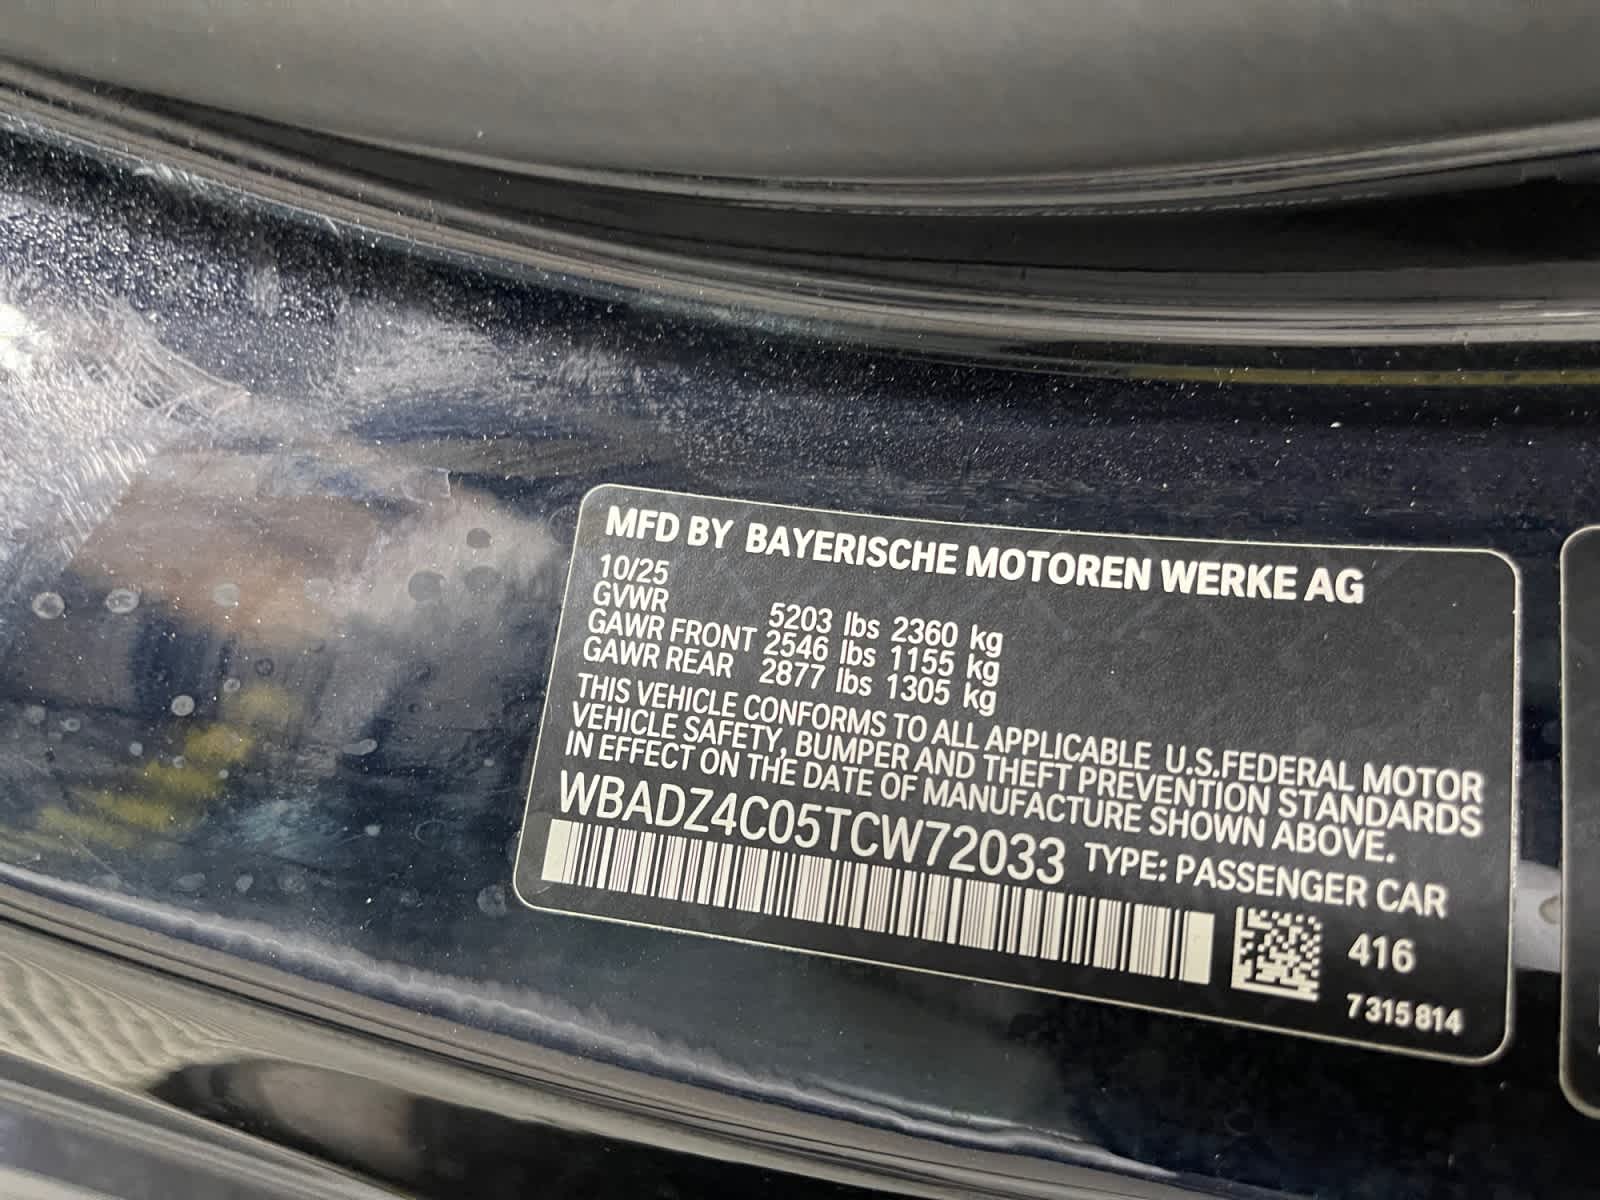 MFD BY BAYERISCHE MOTOREN WERKE AG
10/25
GVWR 5203 lbs 2360 kg
GAWR FRONT 2546 lbs 1155 kg
GAWR REAR 2877 lbs 1305 kg
THIS VEHICLE CONFORMS TO ALL APPLICABLE U.S.FEDERAL MOTOR
VEHICLE SAFETY, BUMPER AND THEFT PREVENTION STANDARDS
IN EFFECT ON THE DATE OF MANUFACTURE SHOWN ABOVE.
WBADZ4C05TCW72033 TYPE: PASSENGER CAR
416
7 315 814